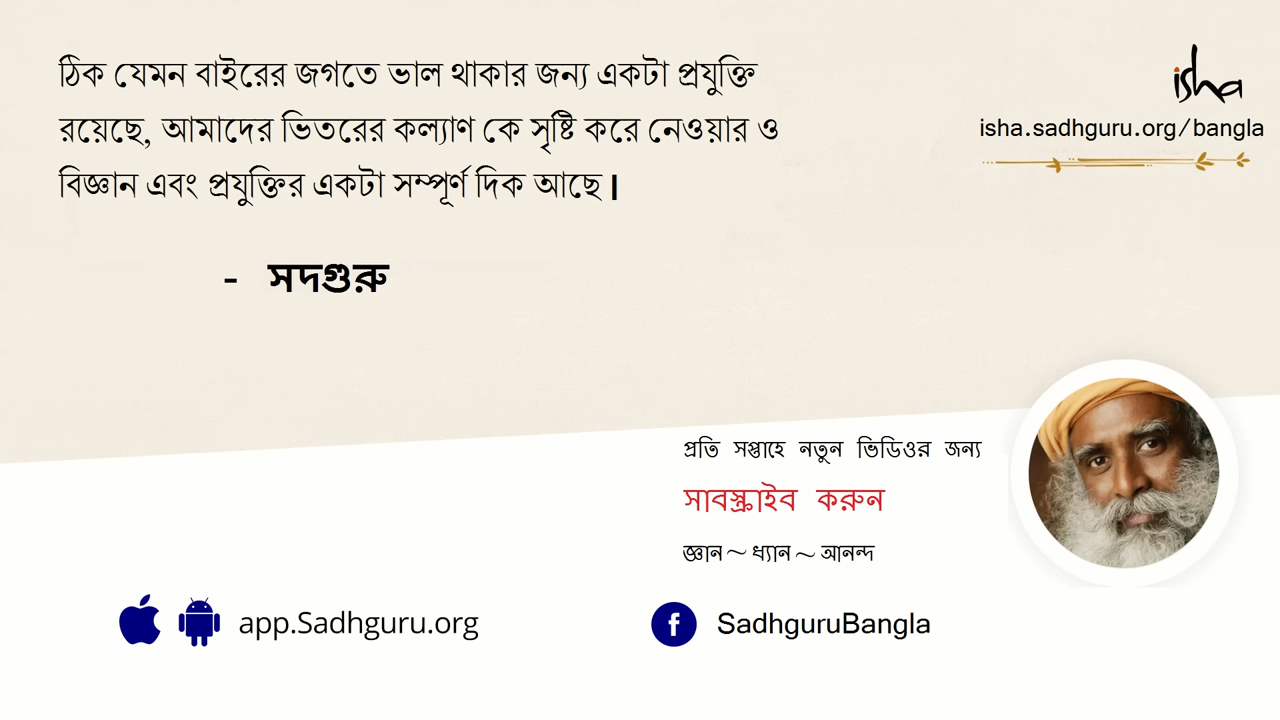 ঠিক যেমন বাইরের জগতে ভাল থাকার জন্য একটা প্রযুক্তি
রয়েছে, আমাদের ভিতরের কল্যাণ কে সৃষ্টি করে নেওয়ার ও
বিজ্ঞান এবং প্রযুক্তির একটা সম্পূর্ণ দিক আছে।
- সদগুরু
isha
isha.sadhguru.org/bangla
প্রতি সপ্তাহে নতুন ভিডিওর জন্য
সাবস্ক্রাইব করুন
জ্ঞান ~ ধ্যান ~ আনন্দ
app.Sadhguru.org
f SadhguruBangla